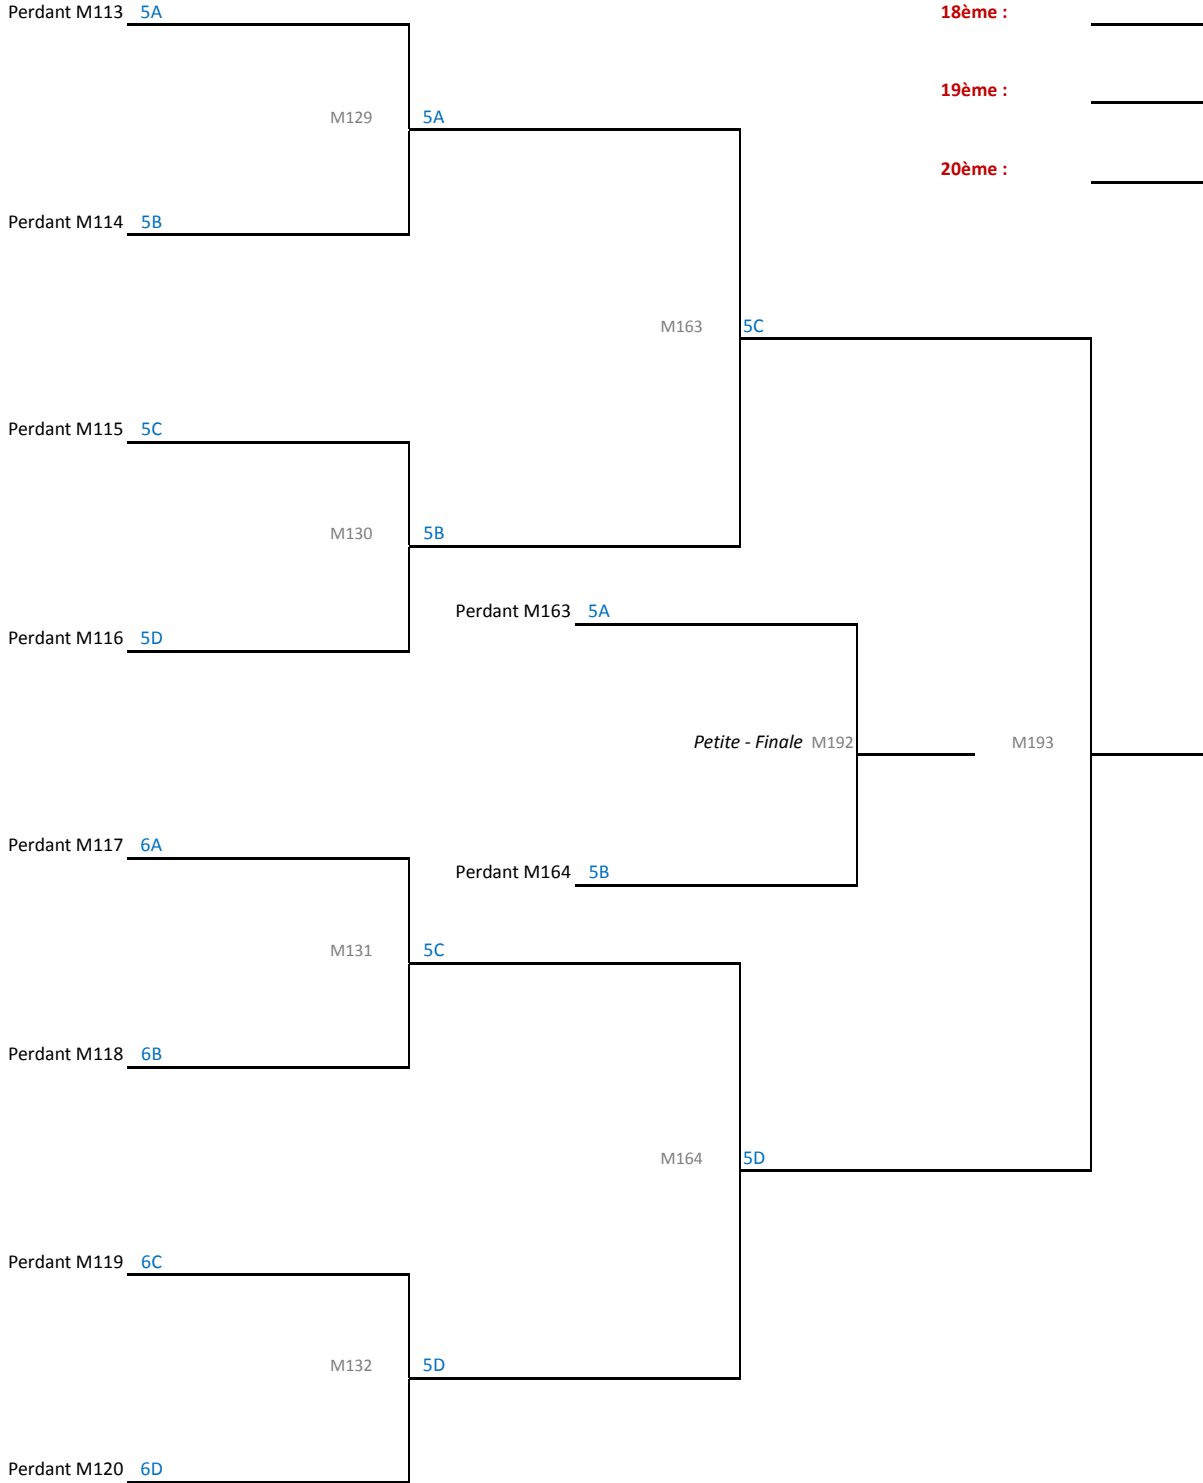 Perdant M113 5A
18ème :
19ème :
M129 5A
20ème :
Perdant M114 5B
M163 5C
Perdant M115 5C
M130 5B
Perdant M163 5A
Perdant M116 5D
Petite - Finale M192
M193
Perdant M117 6A
Perdant M164 5B
M131 5C
Perdant M118 6B
M164 5D
Perdant M119 6C
M132 5D
Perdant M120 6D